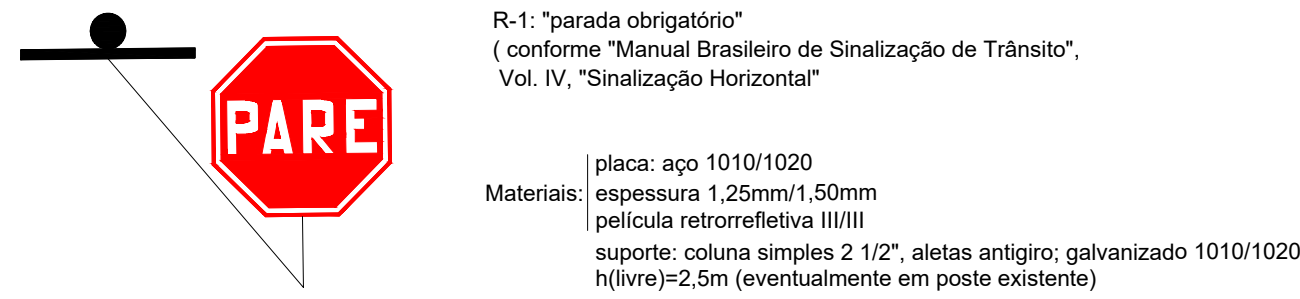 PARE
R-1: "parada obrigatório"
( conforme "Manual Brasileiro de Sinalização de Trânsito",
Vol. IV, "Sinalização Horizontal"
placa: aço 1010/1020
Materiais: espessura 1,25mm/1,50mm
película retrorrefletiva III/III
suporte: coluna simples 2 1/2", aletas antigiro; galvanizado 1010/1020
h(livre)=2,5m (eventualmente em poste existente)